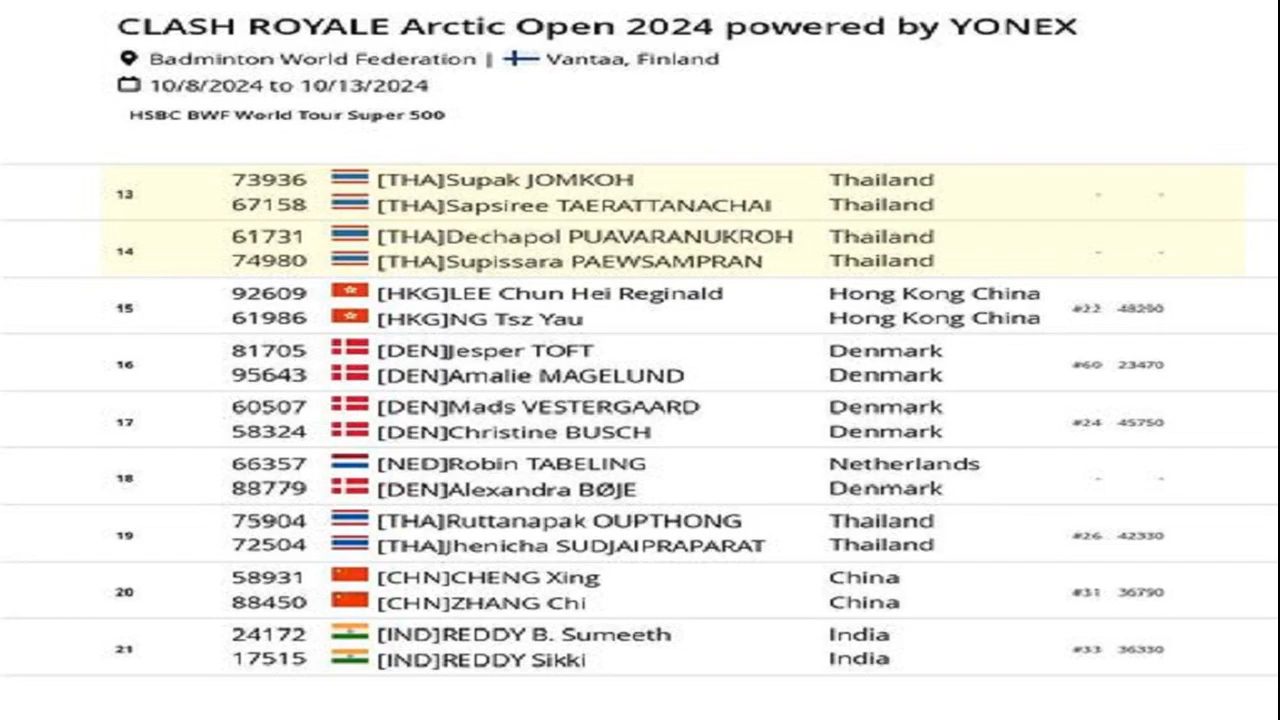 CLASH ROYALE Arctic Open 2024 powered by YONEX
Badminton World Federation | Vantaa, Finland
10/8/2024 to 10/13/2024
HSBC BWF World Tour Super 500
13 73936 [THA]Supak JOMKOH Thailand - -
67158 [THA]Sapsiree TAERATTANACHAI Thailand
14 61731 [THA]Dechapol PUAVARANUKROH Thailand - -
74980 [THA]Supissara PAEWSAMPRAN Thailand
15 92609 [HKG]LEE Chun Hei Reginald Hong Kong China #22 48290
61986 [HKG]NG Tsz Yau Hong Kong China
16 81705 [DEN]Jesper TOFT Denmark #60 23470
95643 [DEN]Amalie MAGELUND Denmark
17 60507 [DEN]Mads VESTERGAARD Denmark #24 45750
58324 [DEN]Christine BUSCH Denmark
18 66357 [NED]Robin TABELING Netherlands - -
88779 [DEN]Alexandra BØJE Denmark
19 75904 [THA]Ruttanapak OUPTHONG Thailand #26 42330
72504 [THA]Jhenicha SUDJAIPRAPARAT Thailand
20 58931 [CHN]CHENG Xing China #31 36790
88450 [CHN]ZHANG Chi China
21 24172 [IND]REDDY B. Sumeeth India #33 36330
17515 [IND]REDDY Sikki India